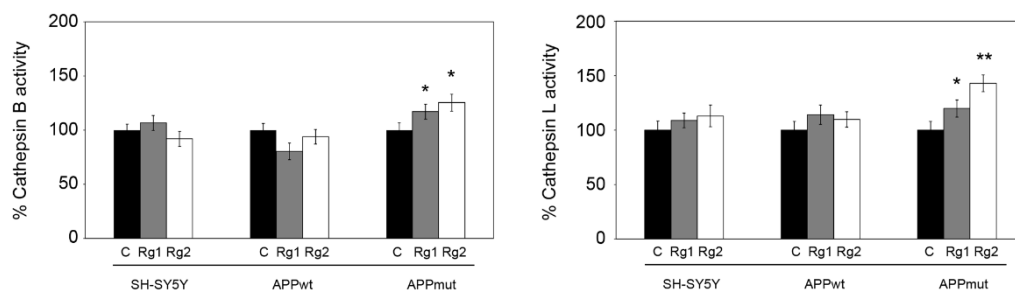 % Cathepsin B activity
200
150
100
50
0
* *
C Rg1 Rg2 C Rg1 Rg2 C Rg1 Rg2
SH-SY5Y APPwt APPmut
% Cathepsin L activity
200
150
100
50
0
* **
C Rg1 Rg2 C Rg1 Rg2 C Rg1 Rg2
SH-SY5Y APPwt APPmut